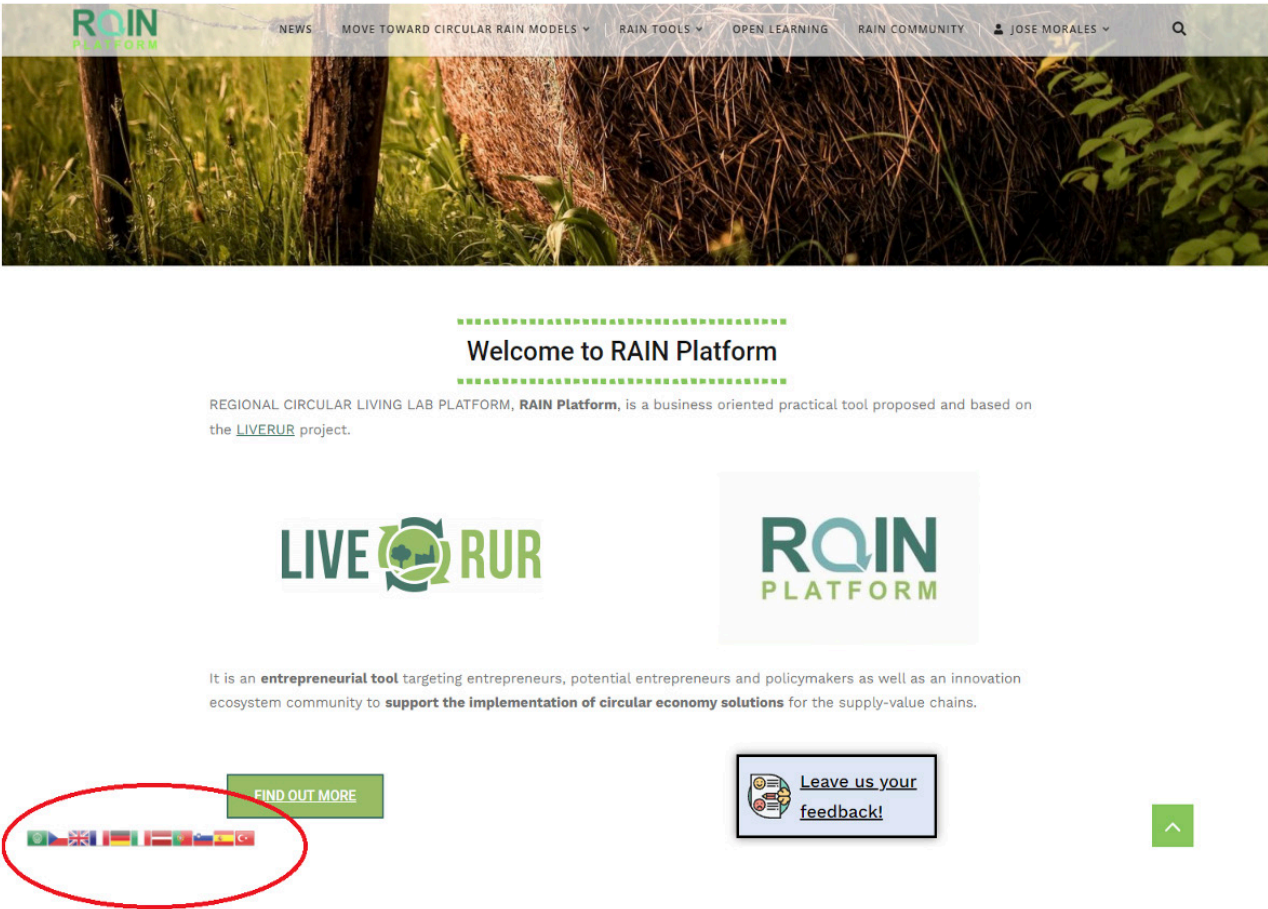 RAIN
PLATFORM
NEWS
MOVE TOWARD CIRCULAR RAIN MODELS
RAIN TOOLS
OPEN LEARNING
RAIN COMMUNITY
JOSE MORALES
Welcome to RAIN Platform
REGIONAL CIRCULAR LIVING LAB PLATFORM, RAIN Platform, is a business oriented practical tool proposed and based on
the LIVERUR project.
LIVE RUR
RAIN
PLATFORM
It is an entrepreneurial tool targeting entrepreneurs, potential entrepreneurs and policymakers as well as an innovation
ecosystem community to support the implementation of circular economy solutions for the supply-value chains.
FIND OUT MORE
Leave us your
feedback!